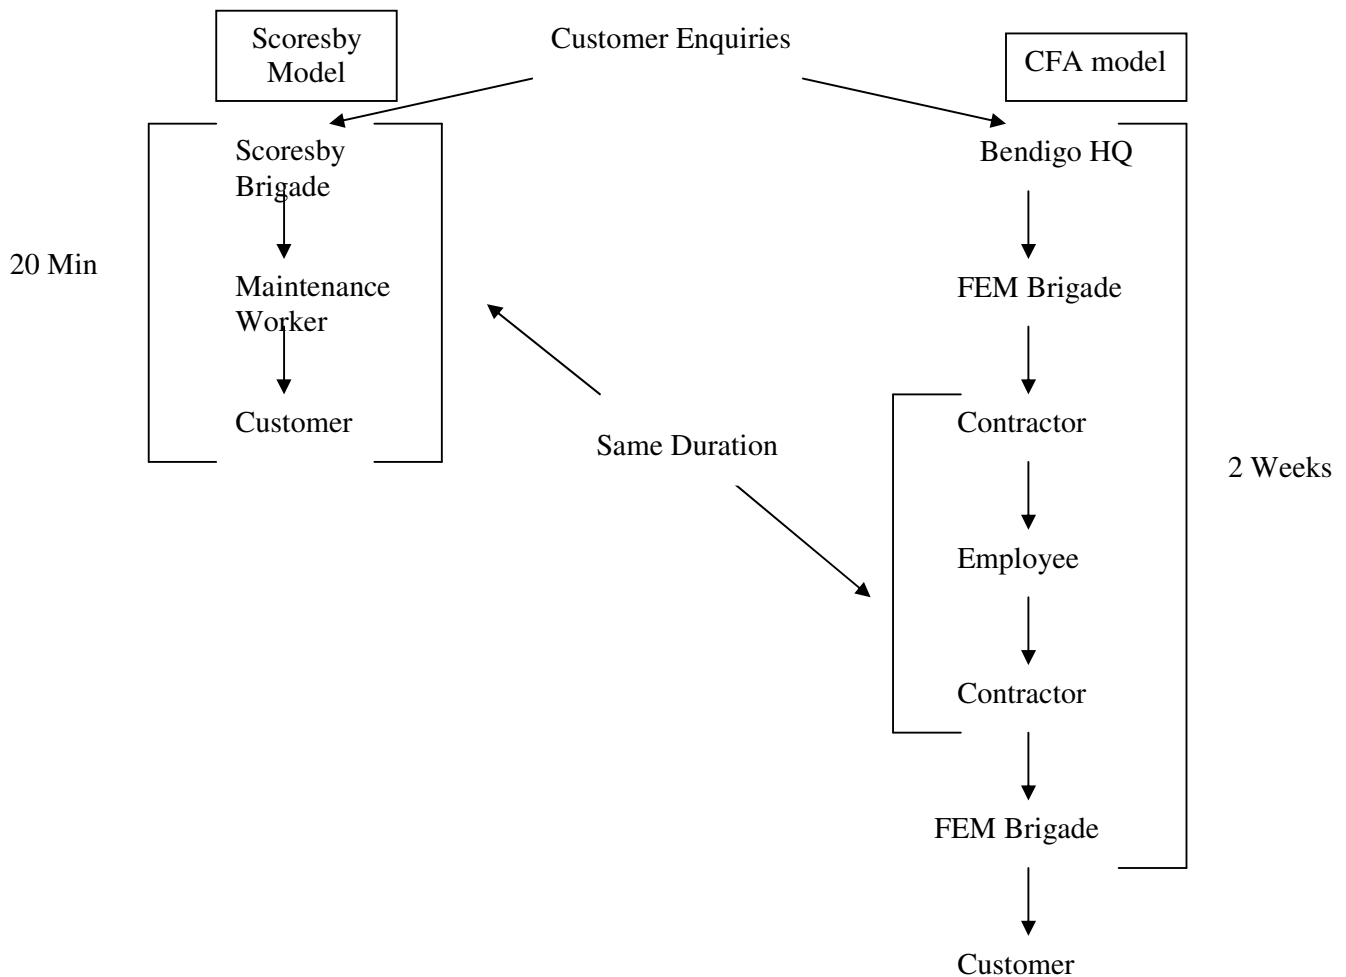 Scoresby
Model
Customer Enquiries
CFA model
Scoresby
Brigade
Bendigo HQ
20 Min
Maintenance
Worker
FEM Brigade
Customer
Contractor
Same Duration
2 Weeks
Employee
Contractor
FEM Brigade
Customer